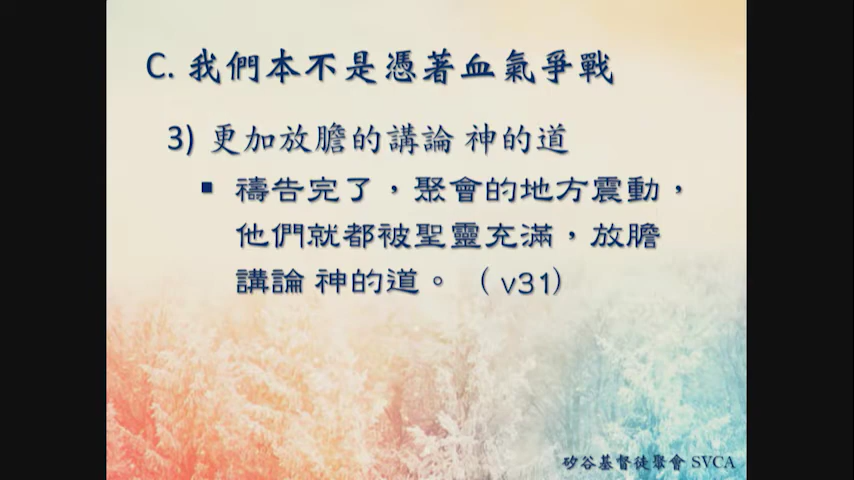 C. 我們本不是憑著血氣爭戰
3) 更加放膽的講論 神的道
▪ 禱告完了，聚會的地方震動，
他們就都被聖靈充滿，放膽
講論 神的道。 （v31）
矽谷基督徒聚會 SVCA